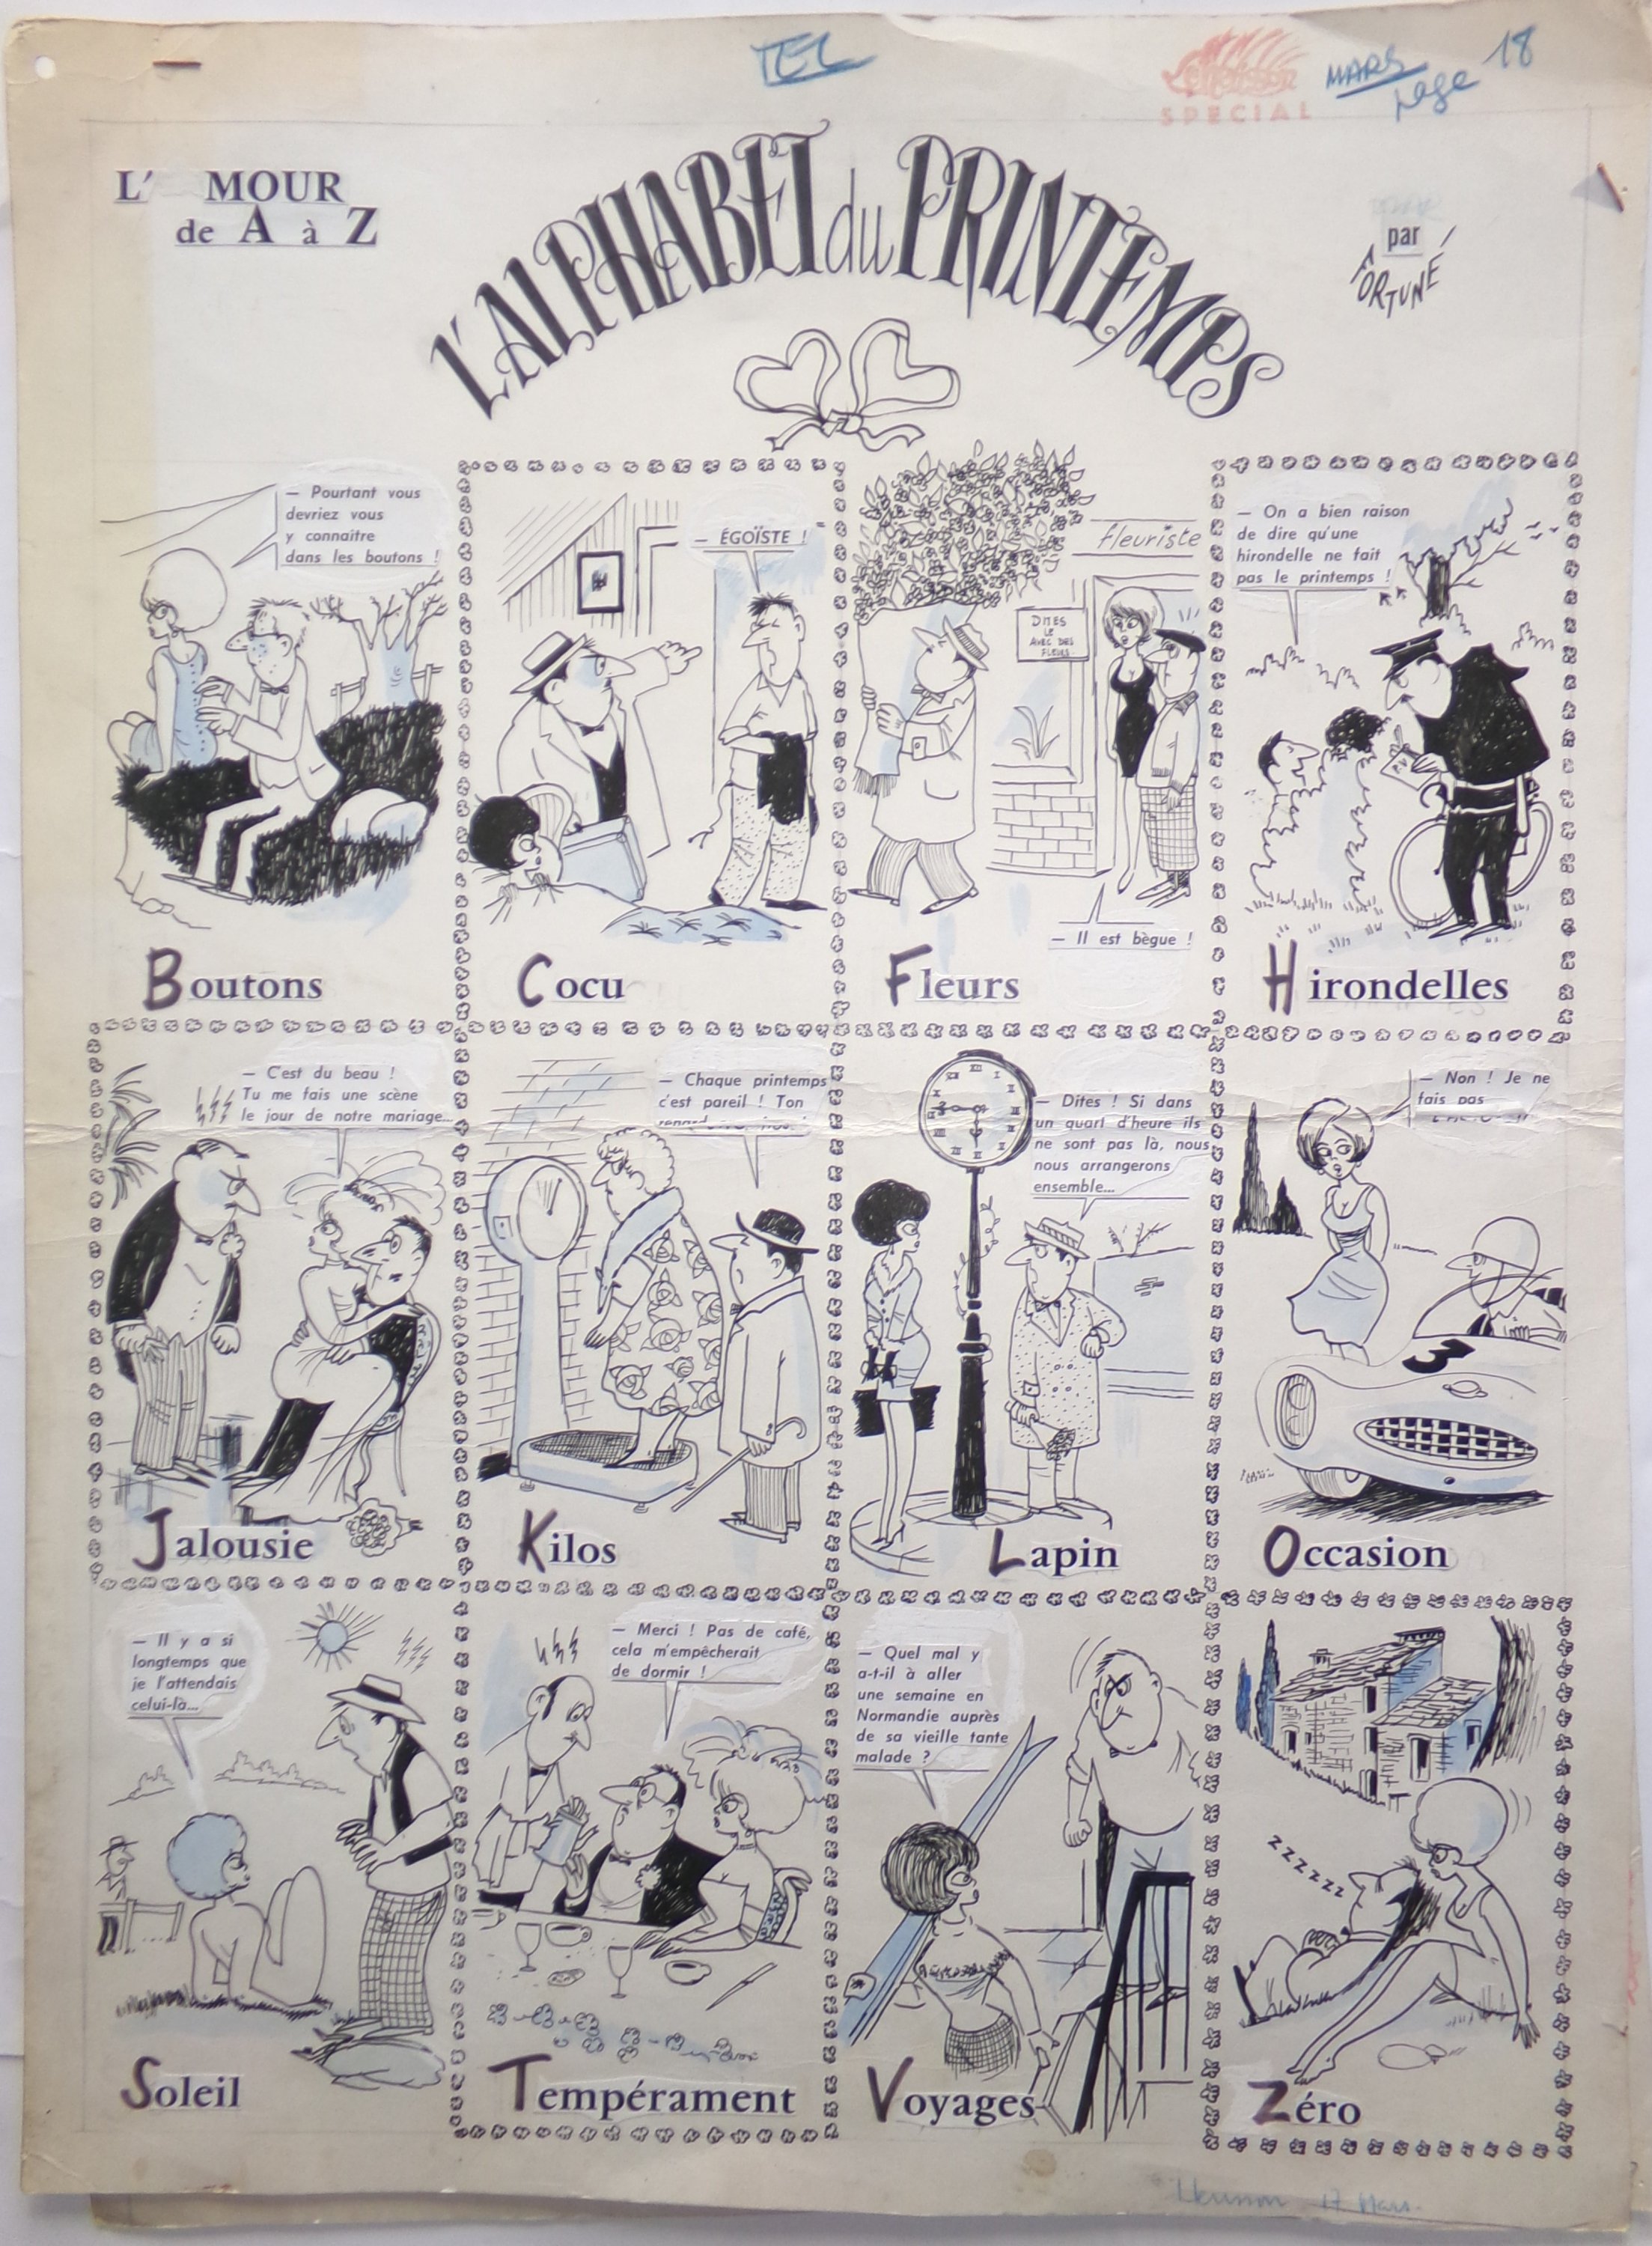 TEL
SPECIAL
MARS
page 18
L' MOUR
de A à Z
L'ALPHABET du PRINTEMPS
par
FORTUNÉ
— Pourtant vous
devriez vous
y connaître
dans les boutons !
Boutons
— ÉGOÏSTE !
Cocu
fleuriste
DITES
LE
AVEC DES
FLEURS
— Il est bègue !
Fleurs
— On a bien raison
de dire qu'une
hirondelle ne fait
pas le printemps !
Hirondelles
— C'est du beau !
Tu me fais une scène
le jour de notre mariage...
Jalousie
— Chaque printemps
c'est pareil ! Ton
Kilos
— Dites ! Si dans
un quart d'heure ils
ne sont pas là, nous
nous arrangerons
ensemble...
Lapin
— Non ! Je ne
fais pas
3
Occasion
— Il y a si
longtemps que
je l'attendais
celui-là...
Soleil
— Merci ! Pas de café,
cela m'empêcherait
de dormir !
Tempérament
— Quel mal y
a-t-il à aller
une semaine en
Normandie auprès
de sa vieille tante
malade ?
Voyages
ZZZZZZZ
Zéro
17 Mars